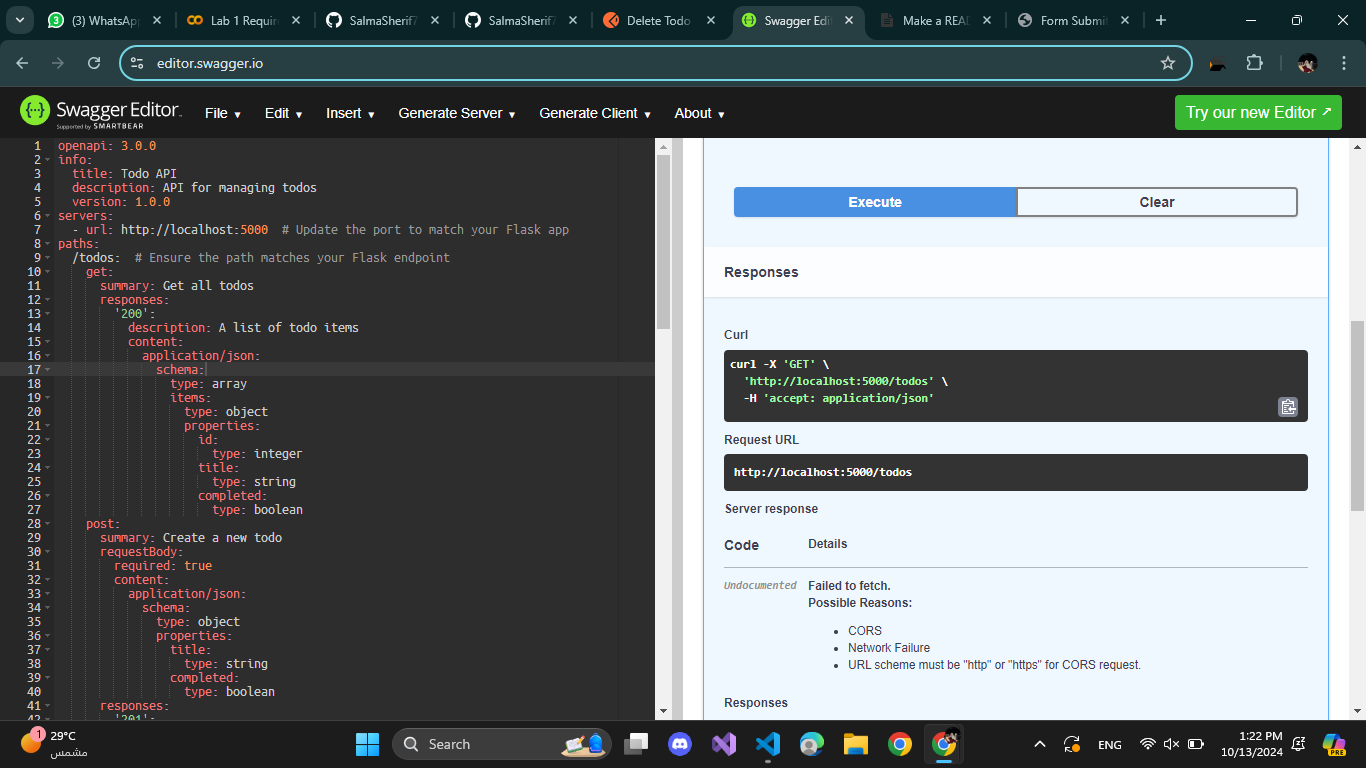 (3) WhatsApp
Lab 1 Require
SalmaSherif7
SalmaSherif7
Delete Todo
Swagger Edi
Make a REA
Form Submi
editor.swagger.io
Swagger Editor
Supported by SMARTBEAR
File
Edit
Insert
Generate Server
Generate Client
About
Try our new Editor
1 openapi: 3.0.0
2 info:
3 title: Todo API
4 description: API for managing todos
5 version: 1.0.0
6 servers:
7 - url: http://localhost:5000 # Update the port to match your Flask app
8 paths:
9 /todos: # Ensure the path matches your Flask endpoint
10 get:
11 summary: Get all todos
12 responses:
13 '200':
14 description: A list of todo items
15 content:
16 application/json:
17 schema:
18 type: array
19 items:
20 type: object
21 properties:
22 id:
23 type: integer
24 title:
25 type: string
26 completed:
27 type: boolean
28 post:
29 summary: Create a new todo
30 requestBody:
31 required: true
32 content:
33 application/json:
34 schema:
35 type: object
36 properties:
37 title:
38 type: string
39 completed:
40 type: boolean
41 responses:
42 '201':
Execute
Clear
Responses
Curl
curl -X 'GET' \
'http://localhost:5000/todos' \
-H 'accept: application/json'
Request URL
http://localhost:5000/todos
Server response
Code
Details
Undocumented
Failed to fetch.
Possible Reasons:
• CORS
• Network Failure
• URL scheme must be "http" or "https" for CORS request.
Responses
1
29°C
مشمس
Search
ENG
1:22 PM
10/13/2024
PRE